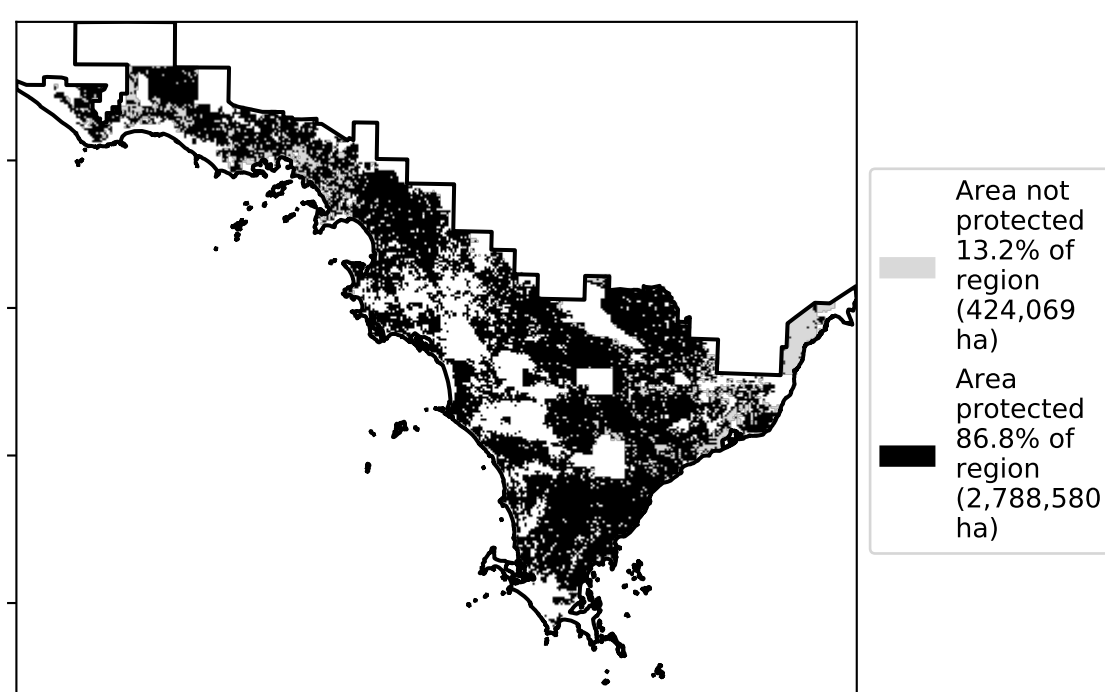 Area not
protected
13.2% of
region
(424,069
ha)
Area
protected
86.8% of
region
(2,788,580
ha)